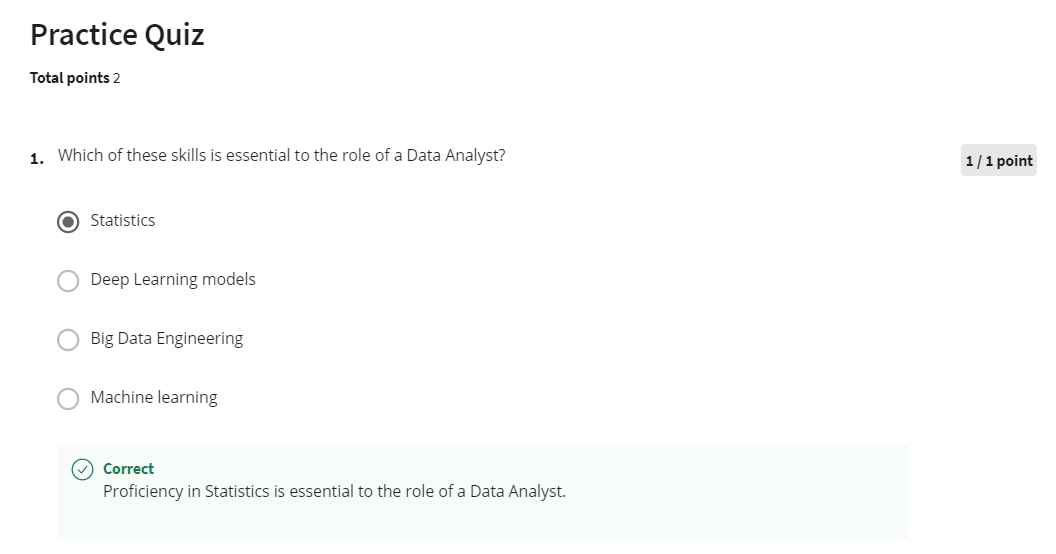 Practice Quiz
Total points 2
1. Which of these skills is essential to the role of a Data Analyst?
1 / 1 point
Statistics
Deep Learning models
Big Data Engineering
Machine learning
Correct
Proficiency in Statistics is essential to the role of a Data Analyst.